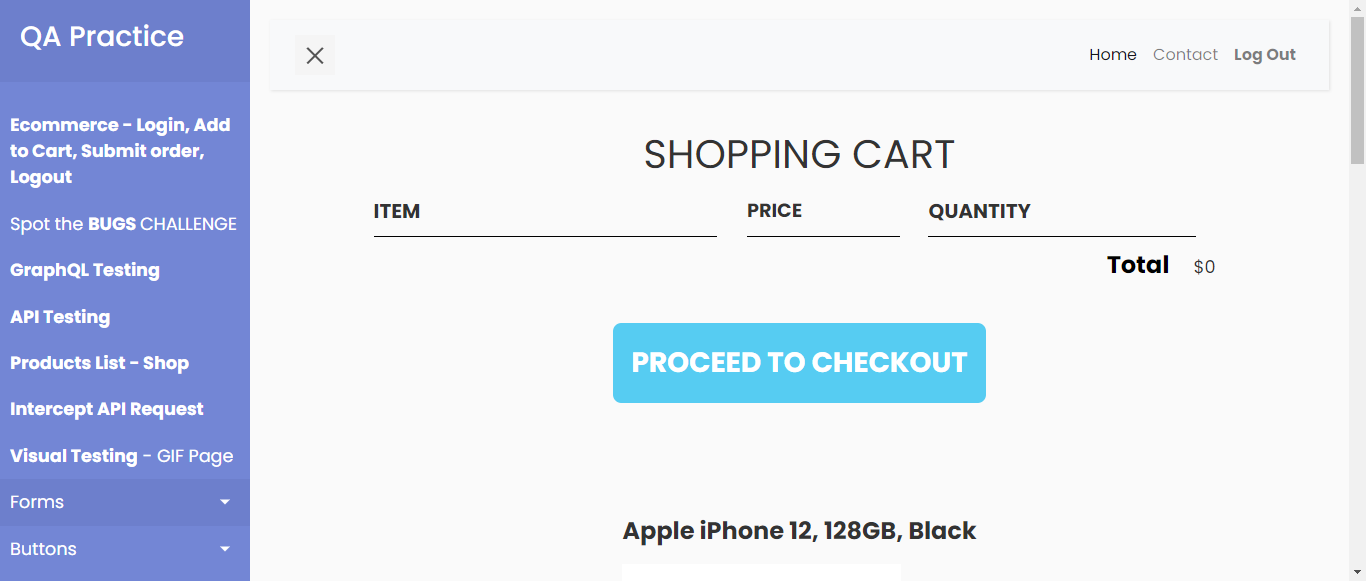 QA Practice
Home Contact Log Out
Ecommerce - Login, Add
to Cart, Submit order,
Logout
Spot the BUGS CHALLENGE
GraphQL Testing
API Testing
Products List - Shop
Intercept API Request
Visual Testing - GIF Page
Forms
Buttons
SHOPPING CART
ITEM PRICE QUANTITY
Total $0
PROCEED TO CHECKOUT
Apple iPhone 12, 128GB, Black